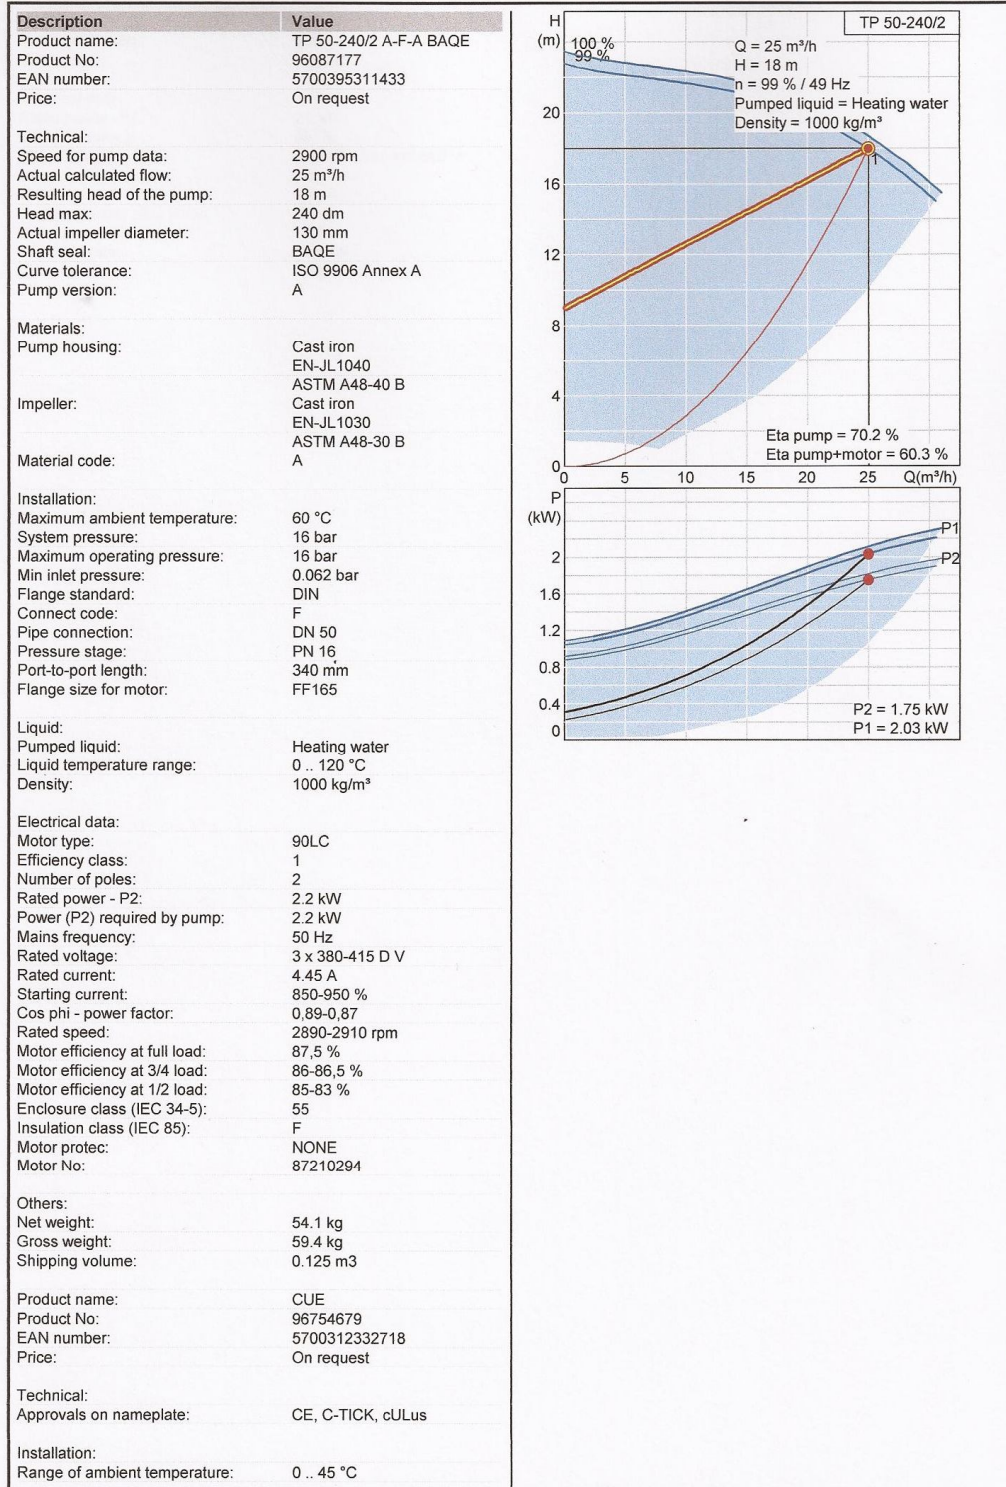 Description Value
Product name: TP 50-240/2 A-F-A BAQE
Product No: 96087177
EAN number: 5700395311433
Price: On request
Technical:
Speed for pump data: 2900 rpm
Actual calculated flow: 25 m³/h
Resulting head of the pump: 18 m
Head max: 240 dm
Actual impeller diameter: 130 mm
Shaft seal: BAQE
Curve tolerance: ISO 9906 Annex A
Pump version: A
Materials:
Pump housing: Cast iron
EN-JL1040
ASTM A48-40 B
Impeller: Cast iron
EN-JL1030
ASTM A48-30 B
Material code: A
Installation:
Maximum ambient temperature: 60 °C
System pressure: 16 bar
Maximum operating pressure: 16 bar
Min inlet pressure: 0.062 bar
Flange standard: DIN
Connect code: F
Pipe connection: DN 50
Pressure stage: PN 16
Port-to-port length: 340 mm
Flange size for motor: FF165
Liquid:
Pumped liquid: Heating water
Liquid temperature range: 0 .. 120 °C
Density: 1000 kg/m³
Electrical data:
Motor type: 90LC
Efficiency class: 1
Number of poles: 2
Rated power - P2: 2.2 kW
Power (P2) required by pump: 2.2 kW
Mains frequency: 50 Hz
Rated voltage: 3 x 380-415 D V
Rated current: 4.45 A
Starting current: 850-950 %
Cos phi - power factor: 0,89-0,87
Rated speed: 2890-2910 rpm
Motor efficiency at full load: 87,5 %
Motor efficiency at 3/4 load: 86-86,5 %
Motor efficiency at 1/2 load: 85-83 %
Enclosure class (IEC 34-5): 55
Insulation class (IEC 85): F
Motor protec: NONE
Motor No: 87210294
Others:
Net weight: 54.1 kg
Gross weight: 59.4 kg
Shipping volume: 0.125 m3
Product name: CUE
Product No: 96754679
EAN number: 5700312332718
Price: On request
Technical:
Approvals on nameplate: CE, C-TICK, cULus
Installation:
Range of ambient temperature: 0 .. 45 °C
H
(m)
TP 50-240/2
100 %
99 %
Q = 25 m³/h
H = 18 m
n = 99 % / 49 Hz
Pumped liquid = Heating water
Density = 1000 kg/m³
20
1
16
12
8
4
0
Eta pump = 70.2 %
Eta pump+motor = 60.3 %
0 5 10 15 20 25 Q(m³/h)
P
(kW)
P1
P2
2
1.6
1.2
0.8
0.4
0
P2 = 1.75 kW
P1 = 2.03 kW